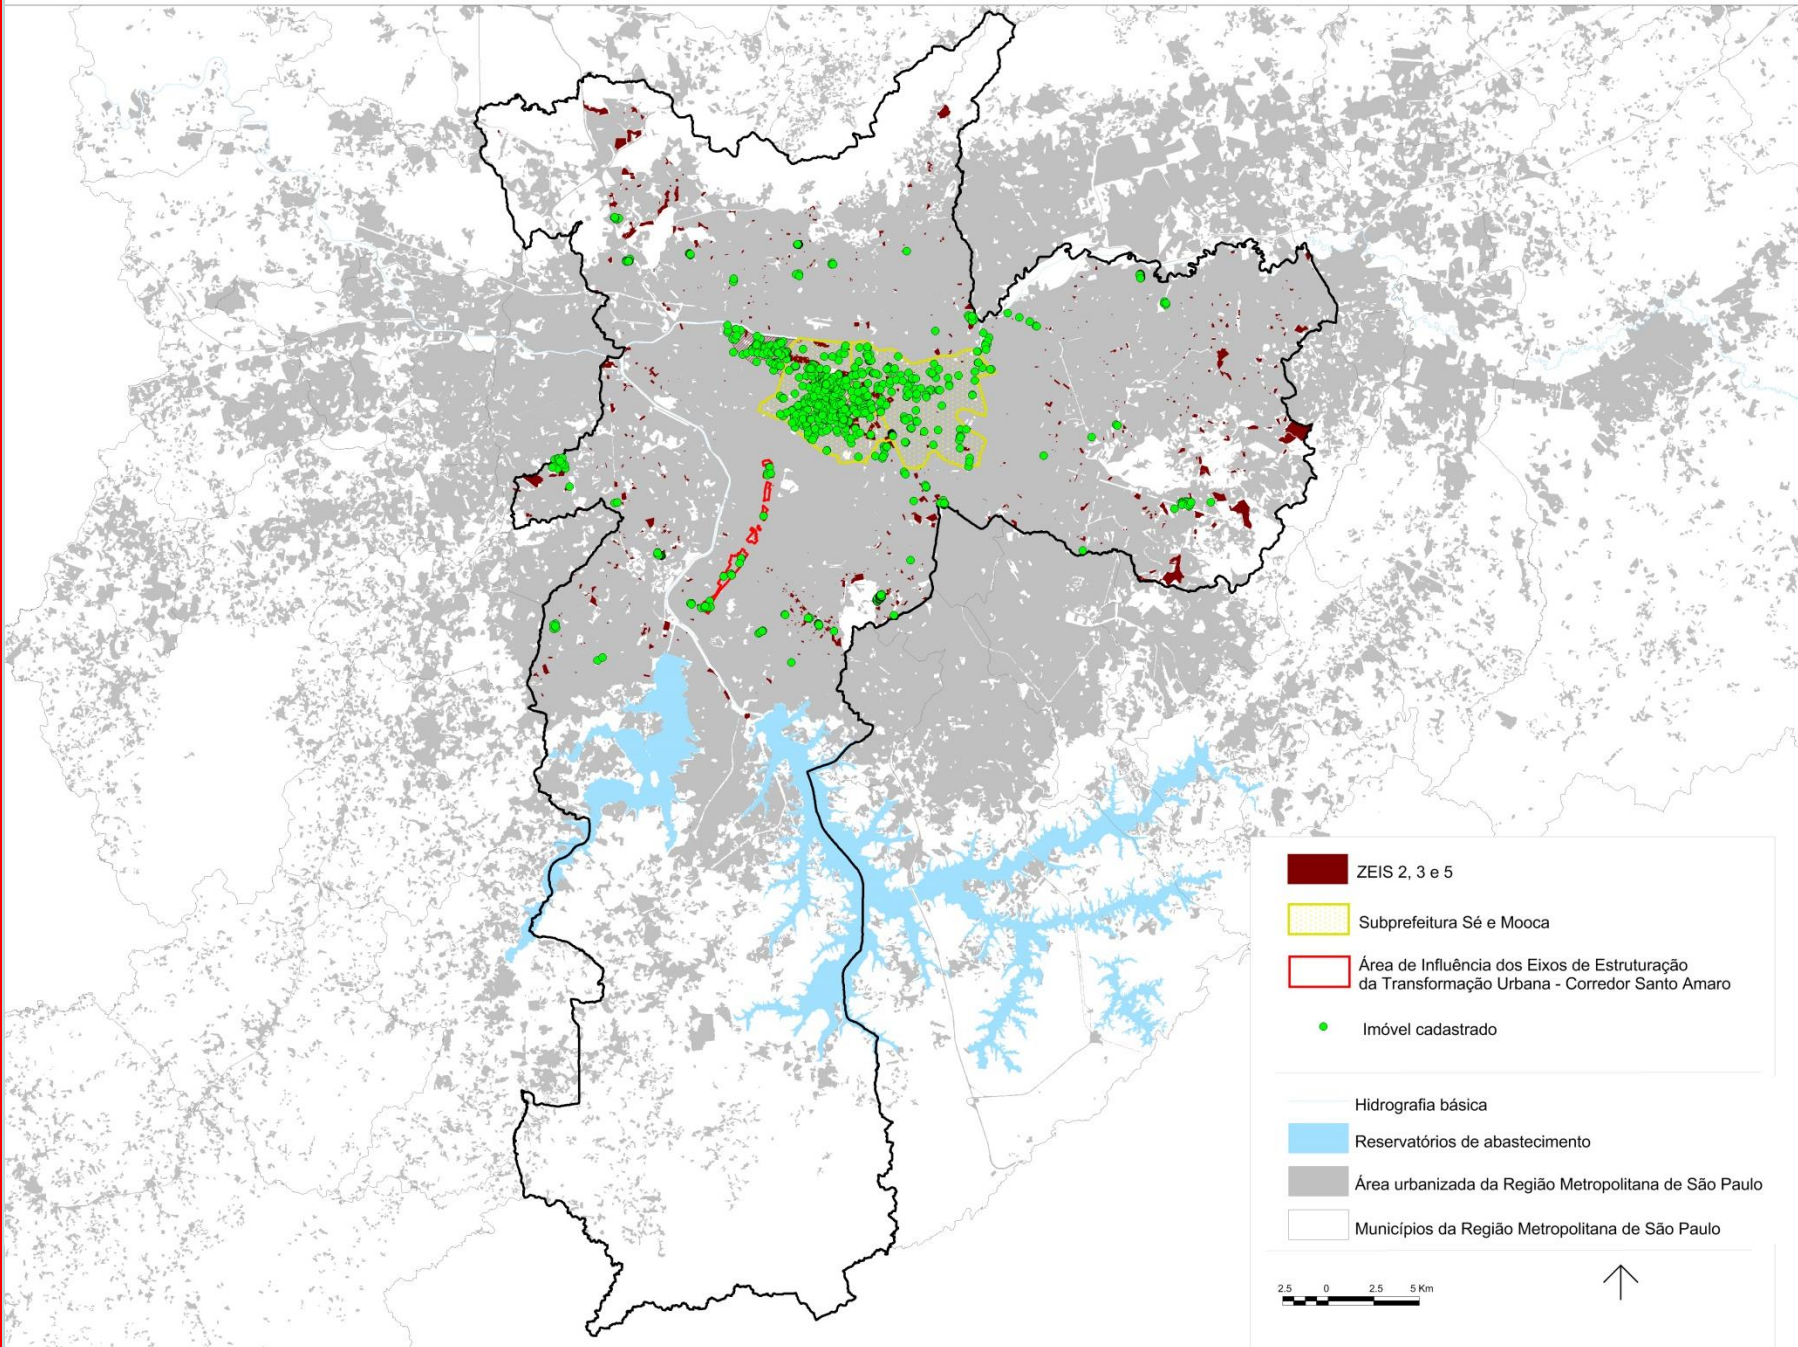 ZEIS 2, 3 e 5
Subprefeitura Sé e Mooca
Área de Influência dos Eixos de Estruturação
da Transformação Urbana - Corredor Santo Amaro
Imóvel cadastrado
Hidrografia básica
Reservatórios de abastecimento
Área urbanizada da Região Metropolitana de São Paulo
Municípios da Região Metropolitana de São Paulo
2.5 0 2.5 5 Km